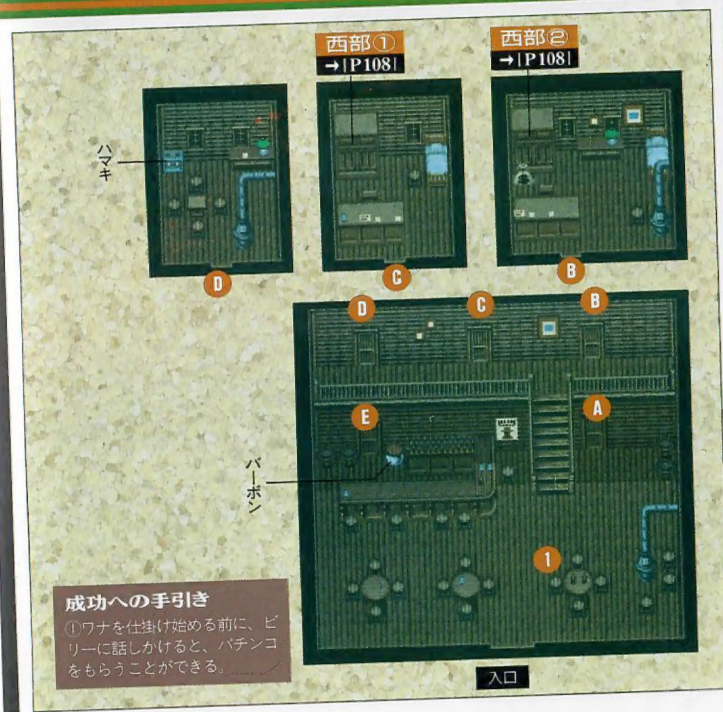 西部①
→|P108|
西部②
→|P108|
ハマキ
D
C
B
D
C
B
E
A
バーボン
1
成功への手引き
①ワナを仕掛け始める前に、ビ
リーに話しかけると、パチンコ
をもらうことができる。
入口